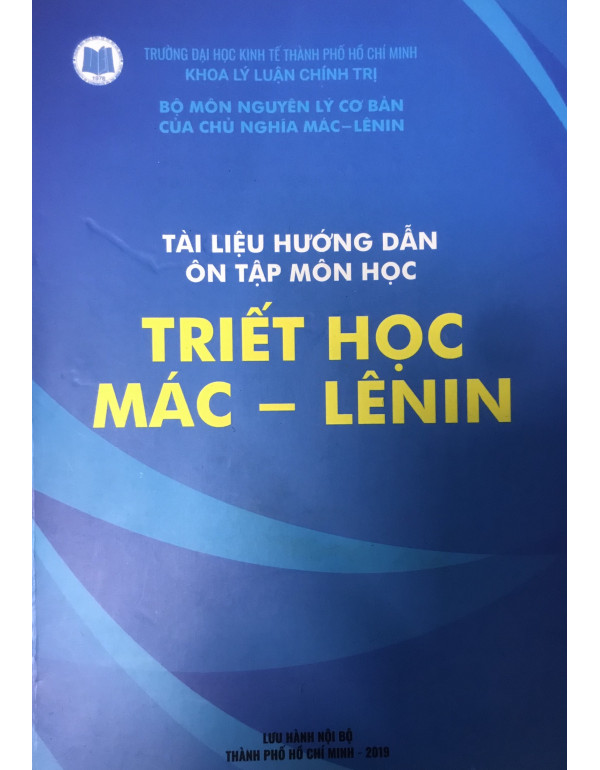 TRƯỜNG ĐẠI HỌC KINH TẾ THÀNH PHỐ HỒ CHÍ MINH
KHOA LÝ LUẬN CHÍNH TRỊ
BỘ MÔN NGUYÊN LÝ CƠ BẢN
CỦA CHỦ NGHĨA MÁC–LÊNIN
TÀI LIỆU HƯỚNG DẪN
ÔN TẬP MÔN HỌC
TRIẾT HỌC
MÁC – LÊNIN
LƯU HÀNH NỘI BỘ
THÀNH PHỐ HỒ CHÍ MINH - 2019